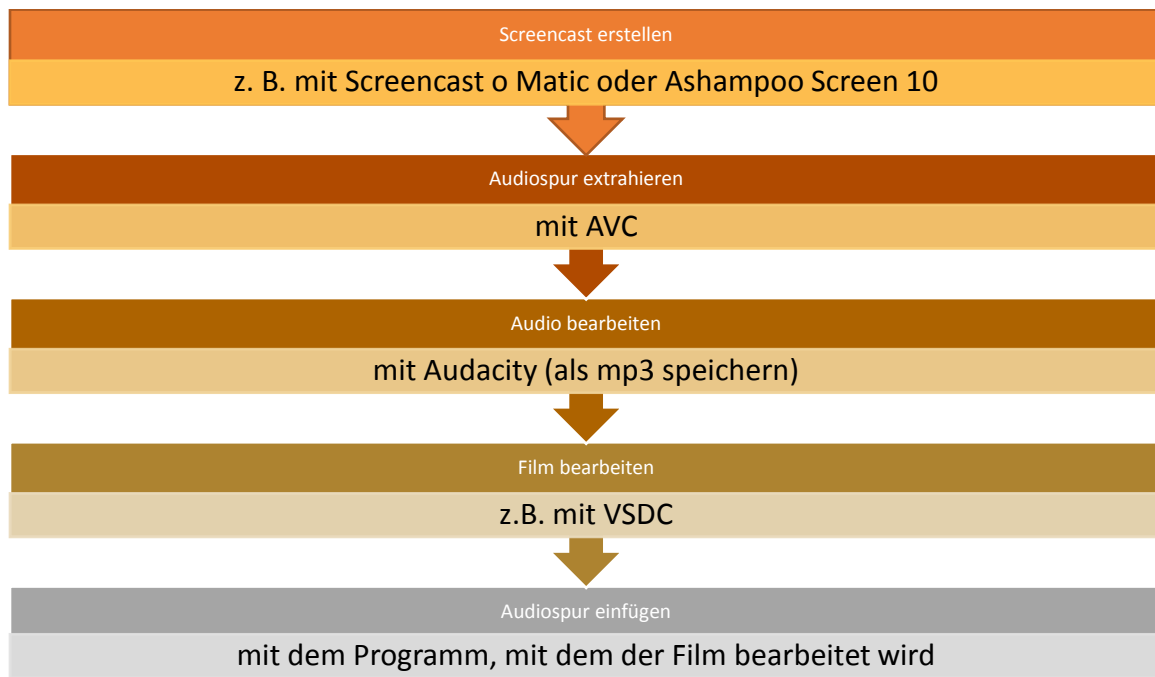 Screencast erstellen
z. B. mit Screencast o Matic oder Ashampoo Screen 10
Audiospur extrahieren
mit AVC
Audio bearbeiten
mit Audacity (als mp3 speichern)
Film bearbeiten
z.B. mit VSDC
Audiospur einfügen
mit dem Programm, mit dem der Film bearbeitet wird